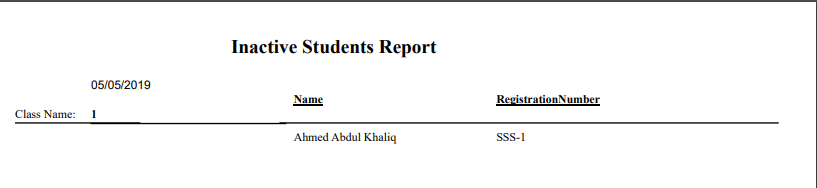 Inactive Students Report
05/05/2019
Name RegistrationNumber
Class Name: 1
Ahmed Abdul Khaliq SSS-1